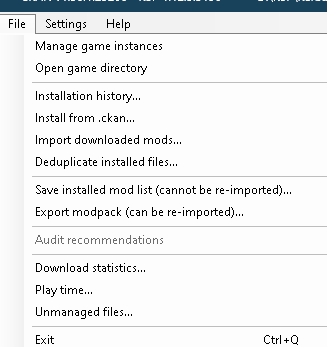 File Settings Help
Manage game instances
Open game directory
Installation history...
Install from .ckan...
Import downloaded mods...
Deduplicate installed files...
Save installed mod list (cannot be re-imported)...
Export modpack (can be re-imported)...
Audit recommendations
Download statistics...
Play time...
Unmanaged files...
Exit Ctrl+Q